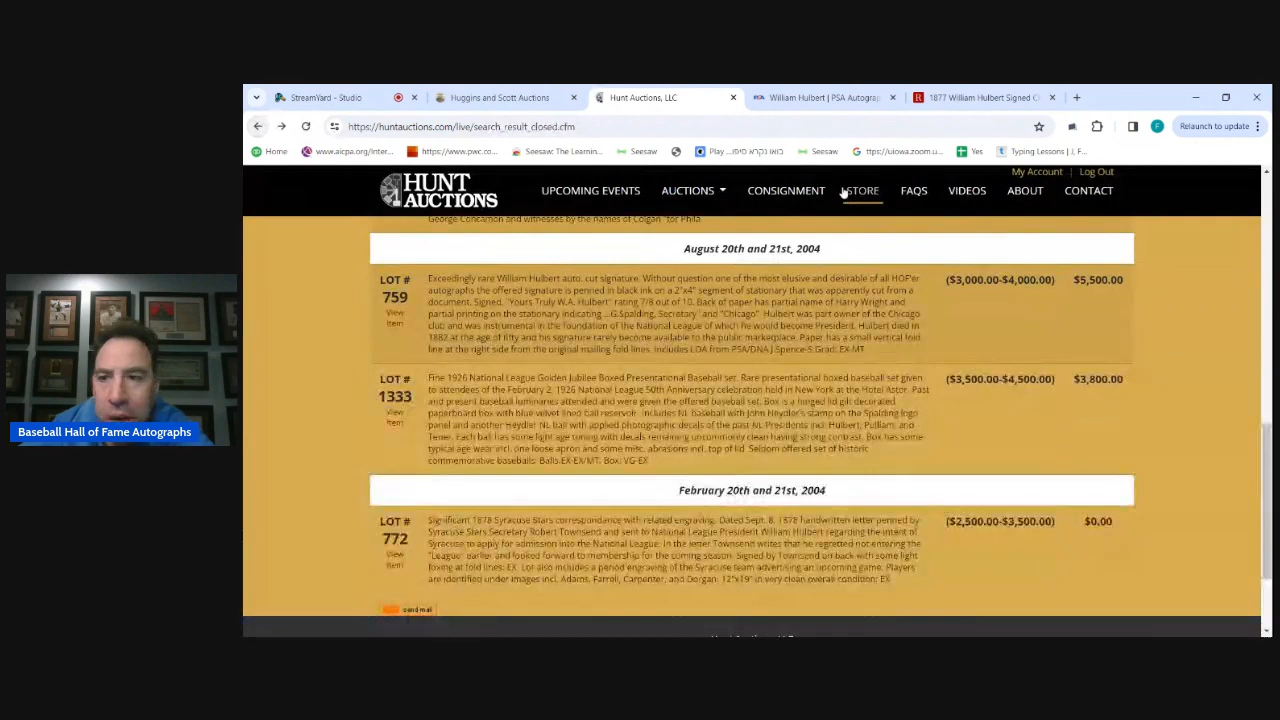 StreamYard - Studio
Huggins and Scott Auctions
Hunt Auctions, LLC
William Hulbert | PSA Autograp
1877 William Hulbert Signed C
https://huntauctions.com/live/search_result_closed.cfm
F
Relaunch to update
Home
www.aicpa.org/Inter...
https://www.pwc.co...
Seesaw: The Learnin...
Seesaw
Play ...בואו נקרא סיפו
Seesaw
ttps://uiowa.zoom.u...
Yes
Typing Lessons | J, F...
My Account | Log Out
HUNT AUCTIONS
UPCOMING EVENTS AUCTIONS CONSIGNMENT STORE FAQS VIDEOS ABOUT CONTACT
George Concannon and witnesses by the names of Colgan "for Phila
August 20th and 21st, 2004
LOT # 759 View Item
Exceedingly rare William Hulbert auto. cut signature. Without question one of the most elusive and desirable of all HOF'er
autographs the offered signature is penned in black ink on a 2"x4" segment of stationary that was apparently cut from a
document. Signed, "Yours Truly W.A. Hulbert" rating 7/8 out of 10. Back of paper has partial name of Harry Wright and
partial printing on the stationary indicating ...G.Spalding, Secretary" and "Chicago". Hulbert was part owner of the Chicago
club and was instrumental in the foundation of the National League of which he would become President. Hulbert died in
1882 at the age of fifty and his signature rarely become available to the public marketplace. Paper has a small vertical fold
line at the right side from the original mailing fold lines. Includes LOA from PSA/DNA J.Spence-S.Grad: EX-MT
($3,000.00-$4,000.00) $5,500.00
LOT # 1333 View Item
Fine 1926 National League Golden Jubilee Boxed Presentational Baseball set. Rare presentational boxed baseball set given
to attendees of the February 2, 1926 National League 50th Anniversary celebration held in New York at the Hotel Astor. Past
and present baseball luminaries attended and were given the offered baseball set. Box is a hinged lid gilt decorated
paperboard box with blue velvet lined ball reservoir. Includes NL baseball with John Heydler's stamp on the Spalding logo
panel and another Heydler NL ball with applied photographic decals of the past NL Presidents incl: Hulbert, Pulliam, and
Tener. Each ball has some light age toning with decals remaining uncommonly clean having strong contrast. Box has some
typical age wear incl. one loose apron and some misc. abrasions incl. top of lid. Seldom offered set of historic
commemorative baseballs: Balls:EX-EX/MT, Box: VG-EX
($3,500.00-$4,500.00) $3,800.00
February 20th and 21st, 2004
LOT # 772 View Item
Significant 1878 Syracuse Stars correspondance with related engraving. Dated Sept. 8, 1878 handwritten letter penned by
Syracuse Stars Secretary Robert Townsend and sent to National League President William Hulbert regarding the intent of
Syracuse to apply for admission into the National League. In the letter Townsend writes that he regretted not entering the
"League" earlier and looked forward to membership for the coming season. Signed by Townsend on back with some light
foxing at fold lines: EX. Lot also includes a period engraving of the Syracuse team advertising an upcoming game. Players
are identified under images incl. Adams, Farrell, Carpenter, and Dorgan. 12"x19" in very clean overall condition: EX
($2,500.00-$3,500.00) $0.00
send mail
Baseball Hall of Fame Autographs